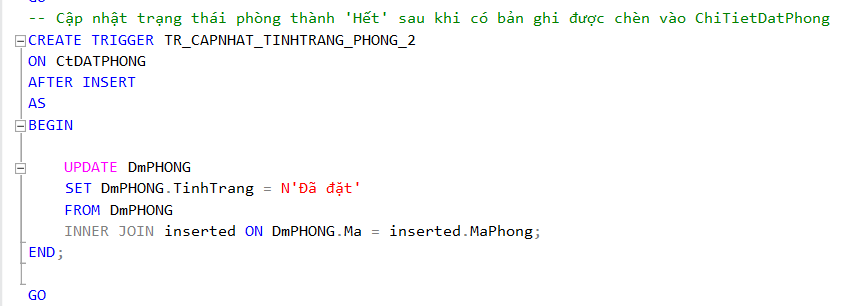 GO
-- Cập nhật trạng thái phòng thành 'Hết' sau khi có bản ghi được chèn vào ChiTietDatPhong
CREATE TRIGGER TR_CAPNHAT_TINHTRANG_PHONG_2
ON CtDATPHONG
AFTER INSERT
AS
BEGIN
UPDATE DmPHONG
SET DmPHONG.TinhTrang = N'Đã đặt'
FROM DmPHONG
INNER JOIN inserted ON DmPHONG.Ma = inserted.MaPhong;
END;
GO